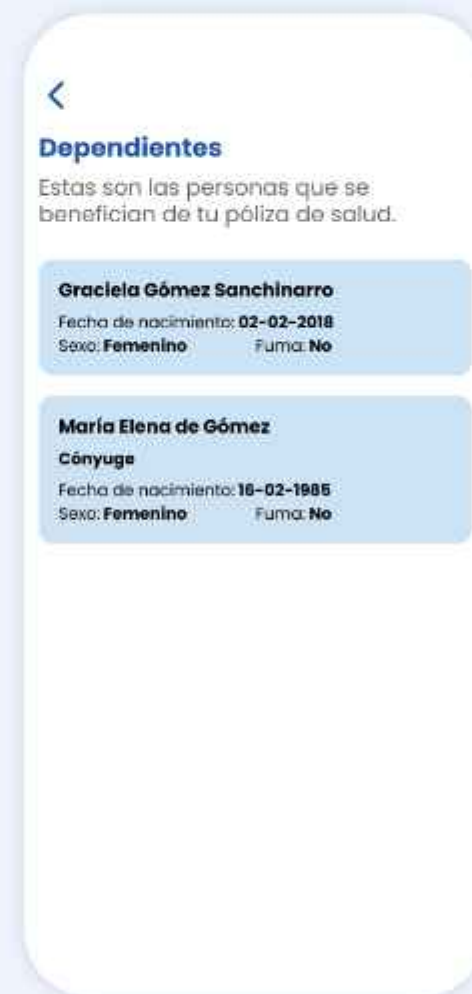 Dependientes
Estas son las personas que se
benefician de tu póliza de salud.
Graciela Gómez Sanchinarro
Fecha de nacimiento: 02-02-2018
Sexo: Femenino Fuma: No
María Elena de Gómez
Cónyuge
Fecha de nacimiento: 16-02-1985
Sexo: Femenino Fuma: No